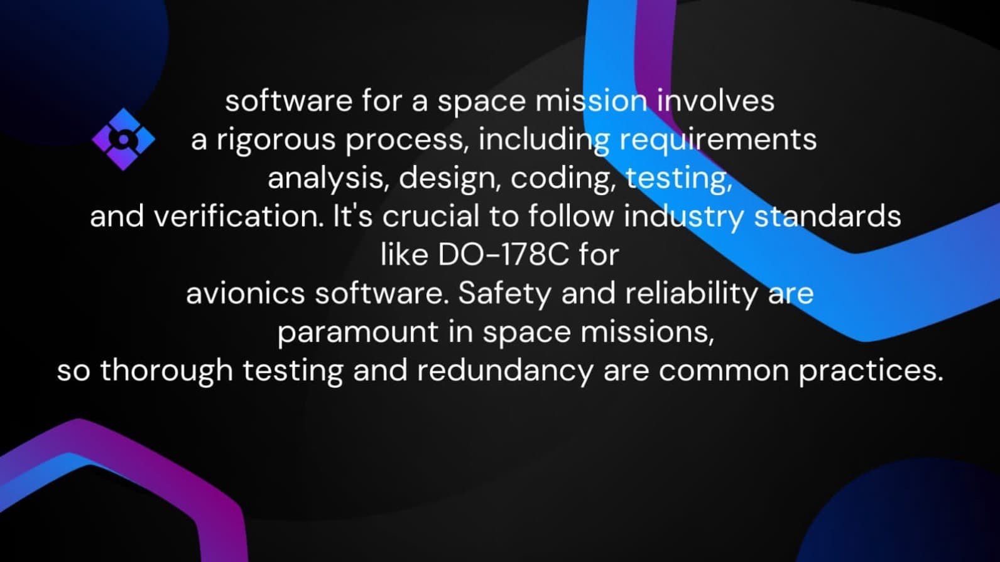 software for a space mission involves
a rigorous process, including requirements
analysis, design, coding, testing,
and verification. It's crucial to follow industry standards
like DO-178C for
avionics software. Safety and reliability are
paramount in space missions,
so thorough testing and redundancy are common practices.